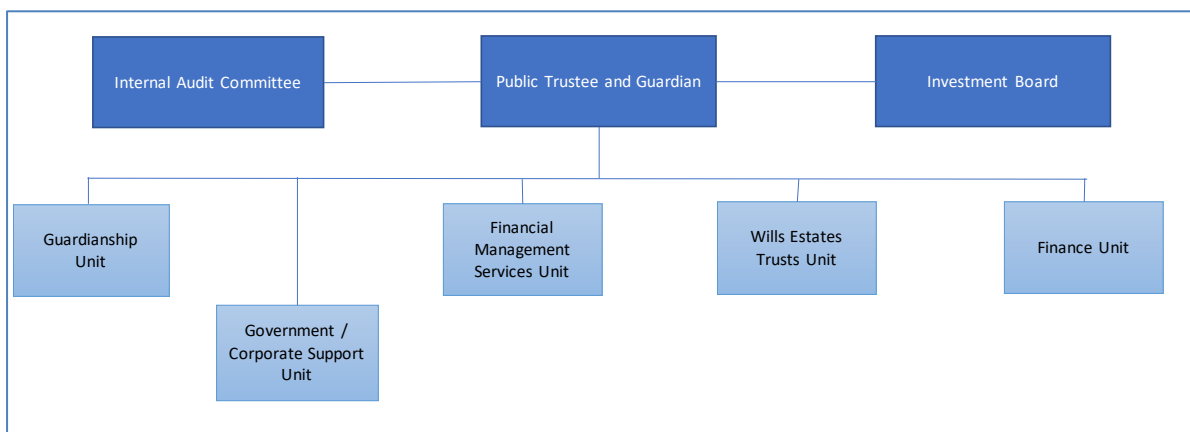 Internal Audit Committee
Public Trustee and Guardian
Investment Board
Guardianship
Unit
Financial
Management
Services Unit
Wills Estates
Trusts Unit
Finance Unit
Government /
Corporate Support
Unit